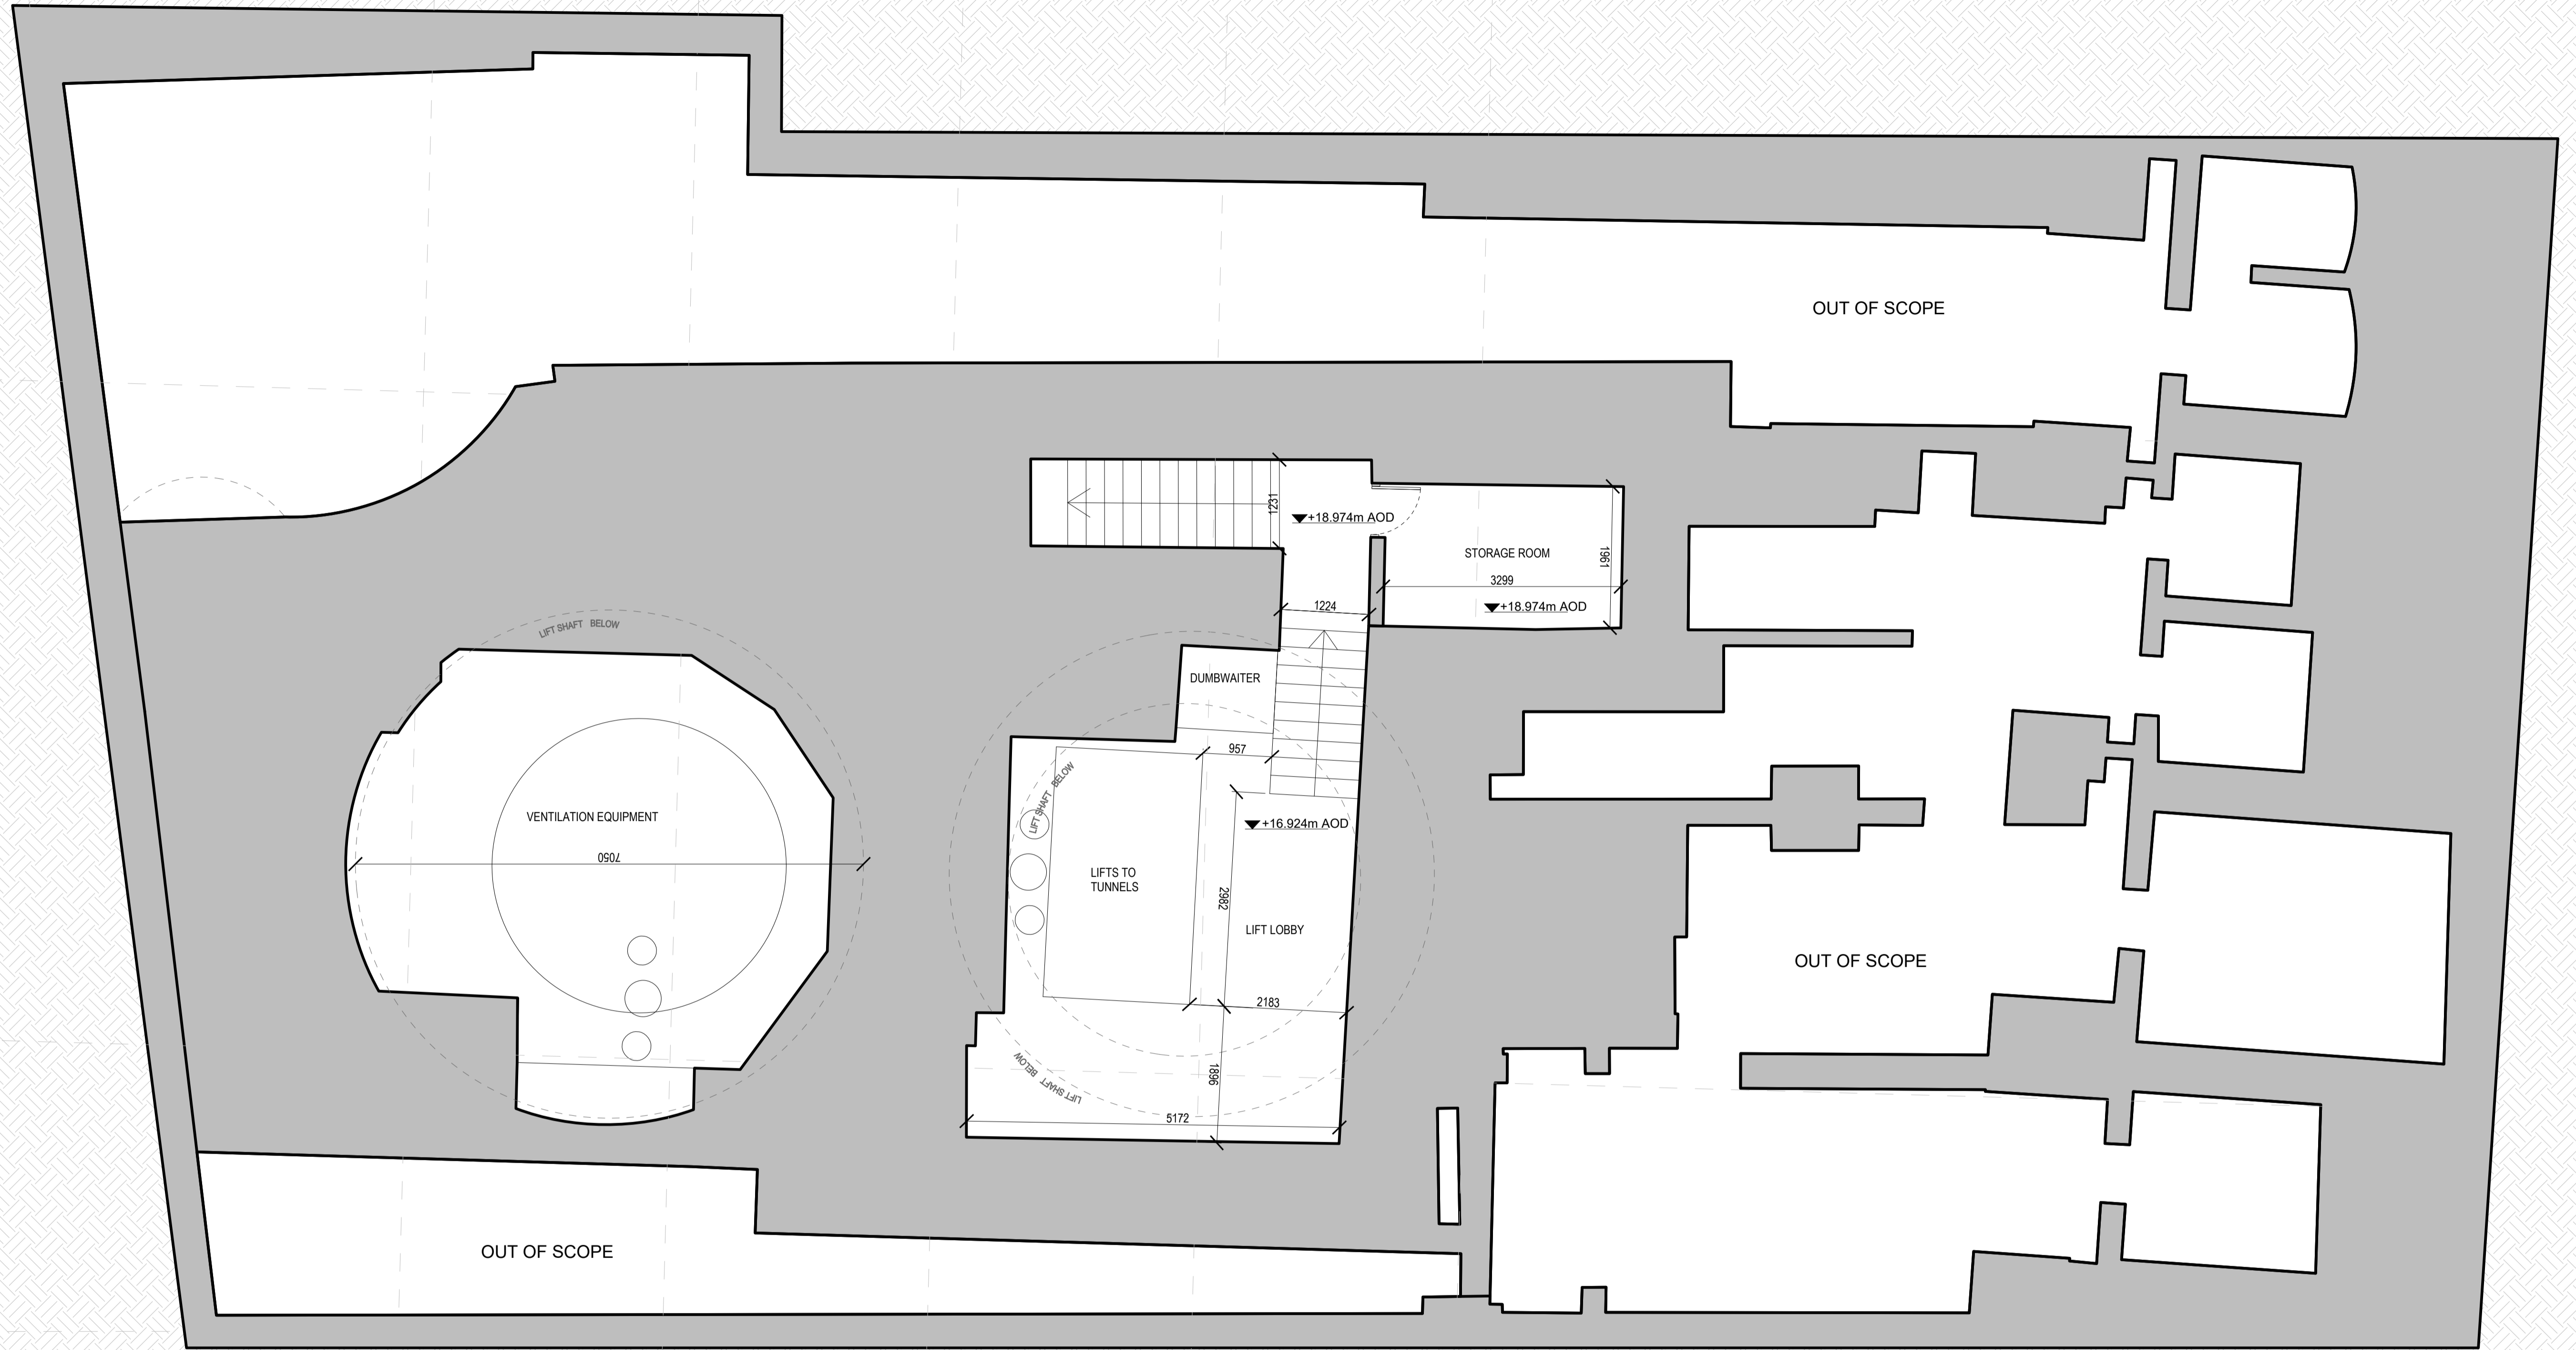 OUT OF SCOPE
1231
+18.974m AOD
STORAGE ROOM
1961
3299
+18.974m AOD
1224
LIFT SHAFT BELOW
DUMBWAITER
957
LIFT SHAFT BELOW
VENTILATION EQUIPMENT
+16.924m AOD
7050
LIFTS TO
TUNNELS
2982
LIFT LOBBY
OUT OF SCOPE
2183
1896
LIFT SHAFT BELOW
5172
OUT OF SCOPE